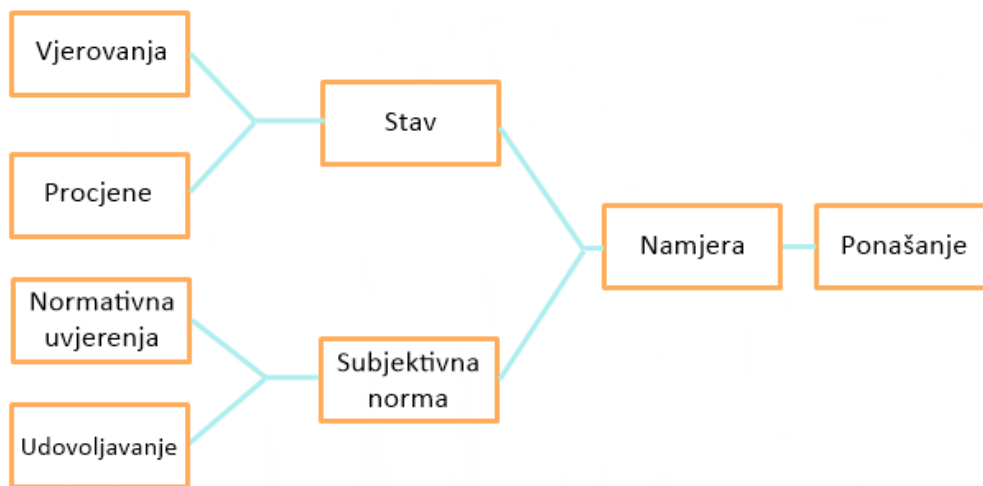 Vjerovanja
Procjene
Normativna
uvjerenja
Udovoljavanje
Stav
Subjektivna
norma
Namjera
Ponašanje